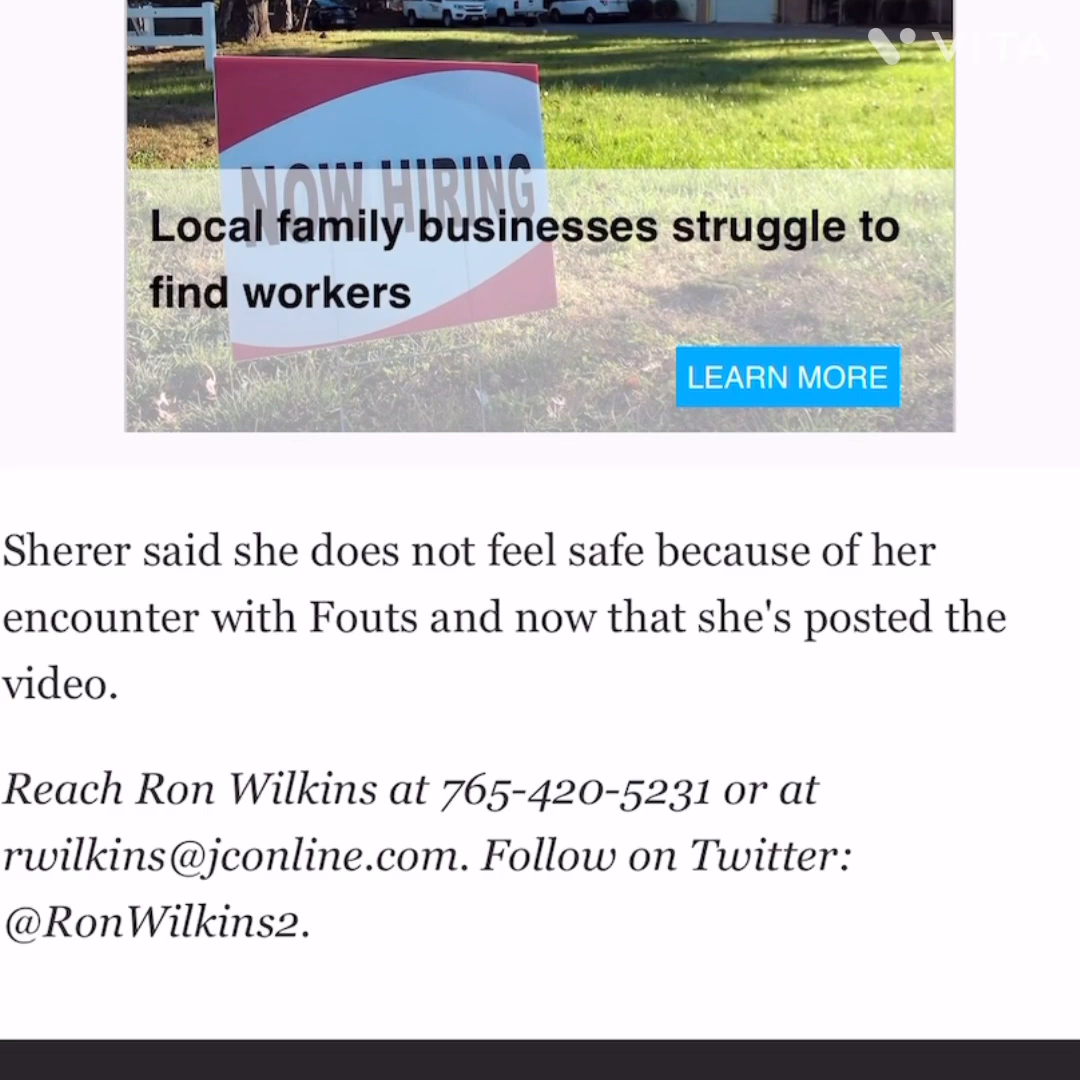 VITA
NOW HIRING
Local family businesses struggle to
find workers
LEARN MORE
Sherer said she does not feel safe because of her
encounter with Fouts and now that she's posted the
video.
Reach Ron Wilkins at 765-420-5231 or at
rwilkins@jconline.com. Follow on Twitter:
@RonWilkins2.